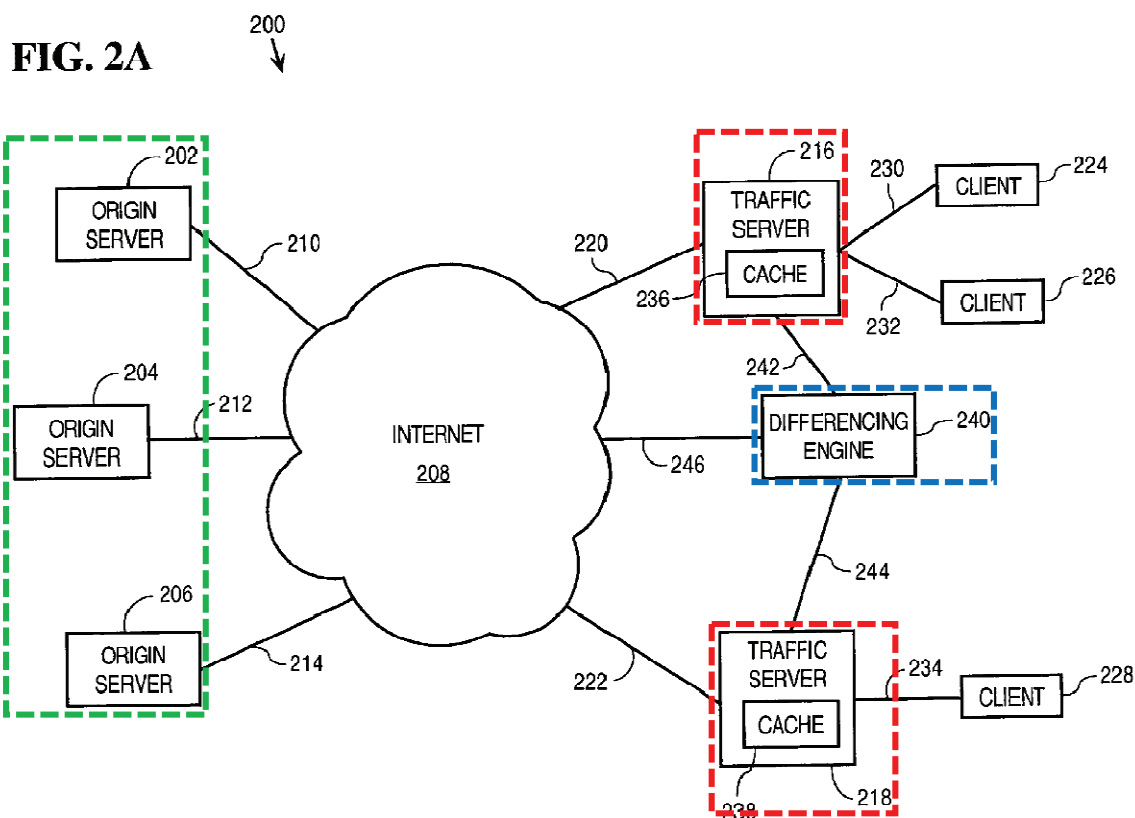 FIG. 2A
200
202
ORIGIN
SERVER
210
204
ORIGIN
SERVER
212
206
ORIGIN
SERVER
214
INTERNET
208
216
TRAFFIC
SERVER
CACHE
236
220
230
CLIENT
224
232
CLIENT
226
242
DIFFERENCING
ENGINE
240
246
244
222
TRAFFIC
SERVER
CACHE
238
218
234
CLIENT
228